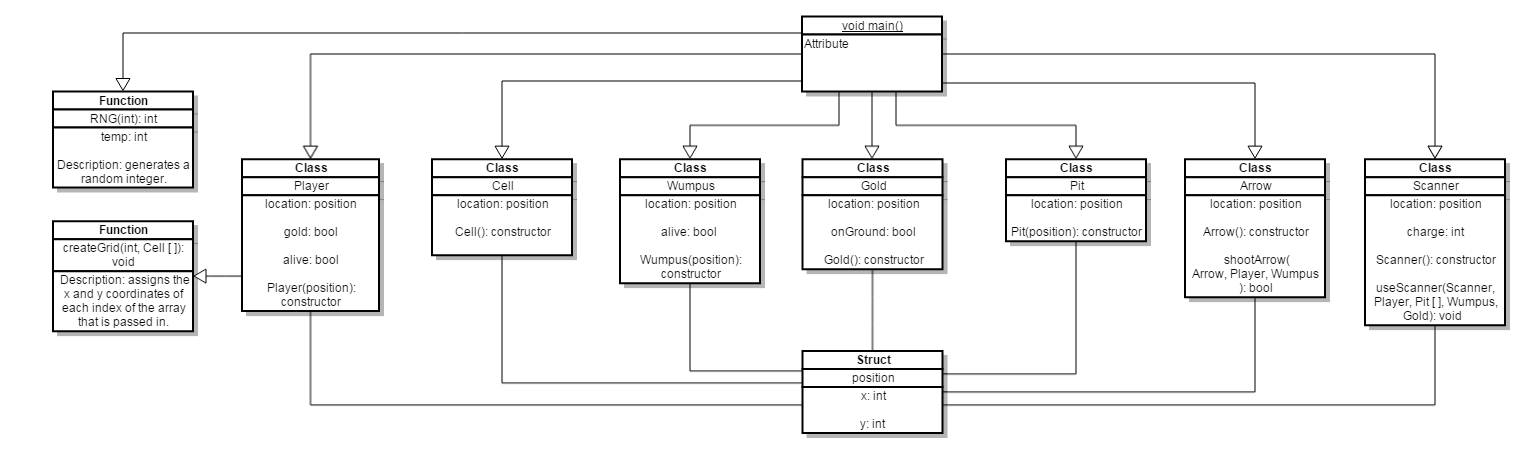 void main()
Attribute
Function
RNG(int): int
temp: int
Description: generates a
random integer.
Function
createGrid(int, Cell [ ]):
void
Description: assigns the
x and y coordinates of
each index of the array
that is passed in.
Class
Player
location: position
gold: bool
alive: bool
Player(position):
constructor
Class
Cell
location: position
Cell(): constructor
Class
Wumpus
location: position
alive: bool
Wumpus(position):
constructor
Class
Gold
location: position
onGround: bool
Gold(): constructor
Class
Pit
location: position
Pit(position): constructor
Class
Arrow
location: position
Arrow(): constructor
shootArrow(
Arrow, Player, Wumpus
): bool
Class
Scanner
location: position
charge: int
Scanner(): constructor
useScanner(Scanner,
Player, Pit [ ], Wumpus,
Gold): void
Struct
position
x: int
y: int